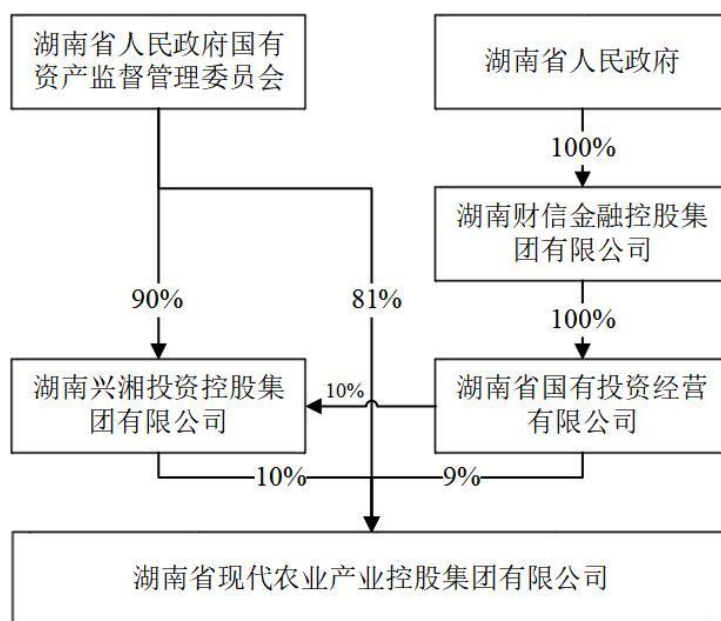 湖南省人民政府国有
资产监督管理委员会
湖南省人民政府
100%
湖南财信金融控股集
团有限公司
90%
81%
100%
湖南兴湘投资控股集
团有限公司
10%
湖南省国有投资经营
有限公司
10%
9%
湖南省现代农业产业控股集团有限公司